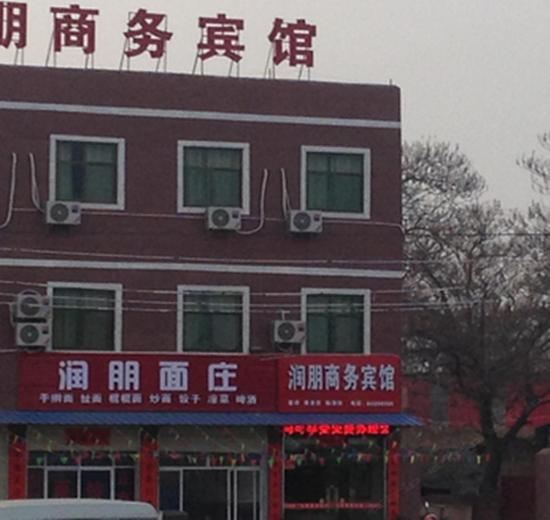 朋商务宾馆
润朋面庄
手擀面 扯面 棍棍面 炒面 饺子 凉菜 啤酒
润朋商务宾馆